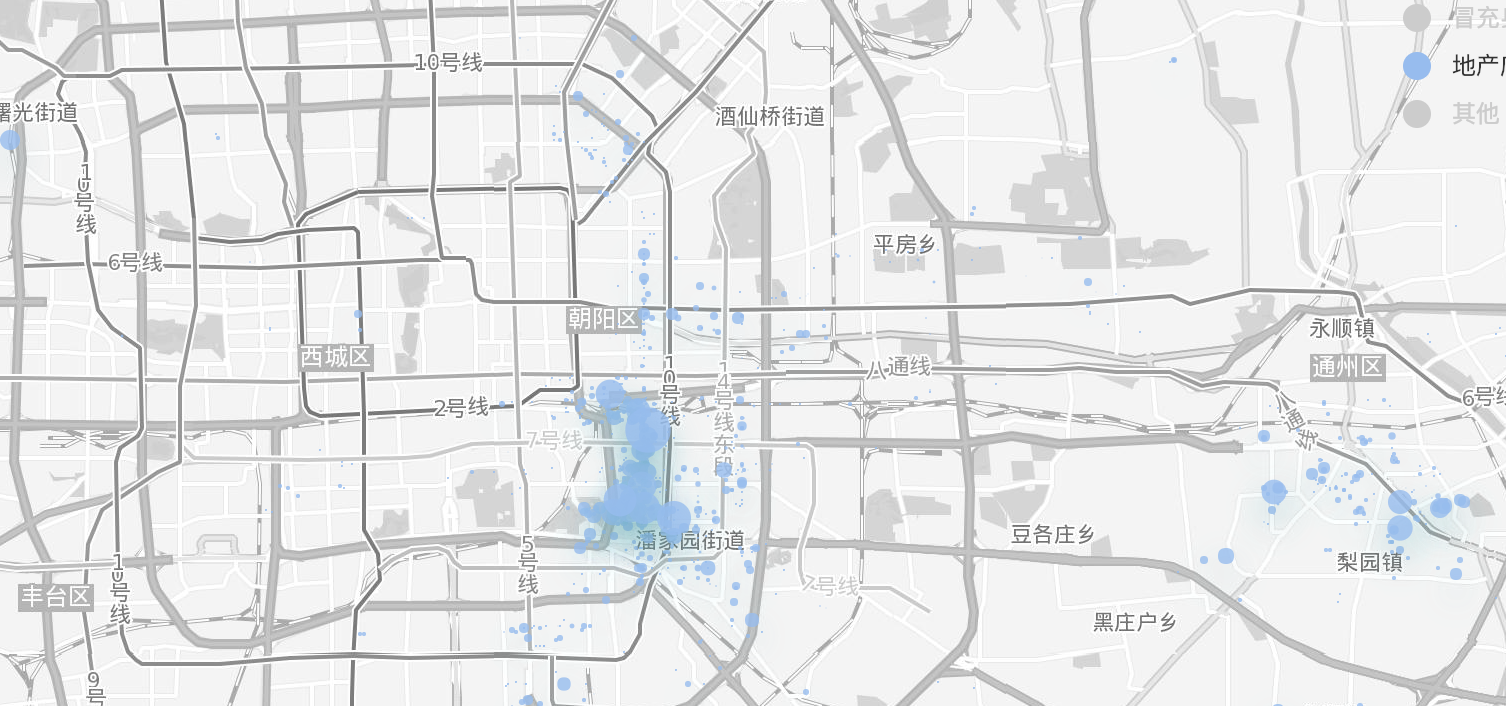 冒充
10号线
地产
曙光街道
酒仙桥街道
其他
10号线
平房乡
6号线
朝阳区
永顺镇
西城区
通州区
10号线
14号线东段
八通线
6号线
2号线
八通线
7号线
潘家园街道
豆各庄乡
5号线
梨园镇
10号线
7号线
丰台区
黑庄户乡
9号